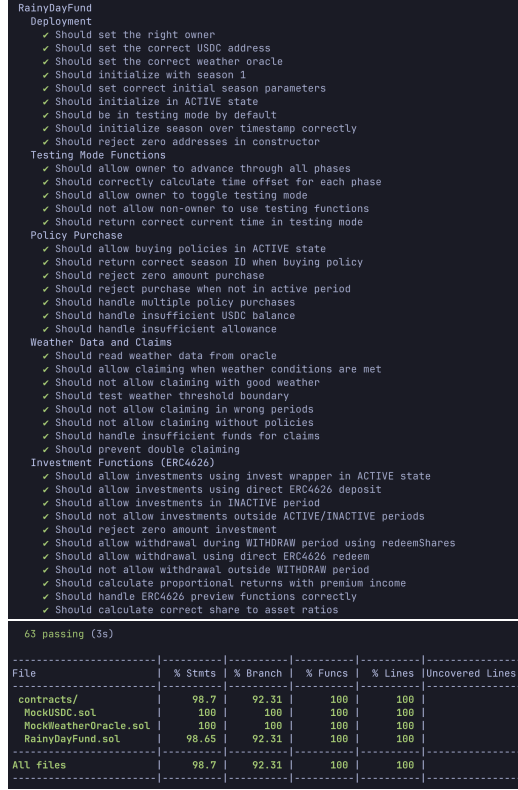 RainyDayFund
Deployment
✔ Should set the right owner
✔ Should set the correct USDC address
✔ Should set the correct weather oracle
✔ Should initialize with season 1
✔ Should set correct initial season parameters
✔ Should initialize in ACTIVE state
✔ Should be in testing mode by default
✔ Should initialize season over timestamp correctly
✔ Should reject zero addresses in constructor
Testing Mode Functions
✔ Should allow owner to advance through all phases
✔ Should correctly calculate time offset for each phase
✔ Should allow owner to toggle testing mode
✔ Should not allow non-owner to use testing functions
✔ Should return correct current time in testing mode
Policy Purchase
✔ Should allow buying policies in ACTIVE state
✔ Should return correct season ID when buying policy
✔ Should reject zero amount purchase
✔ Should reject purchase when not in active period
✔ Should handle multiple policy purchases
✔ Should handle insufficient USDC balance
✔ Should handle insufficient allowance
Weather Data and Claims
✔ Should read weather data from oracle
✔ Should allow claiming when weather conditions are met
✔ Should not allow claiming with good weather
✔ Should test weather threshold boundary
✔ Should not allow claiming in wrong periods
✔ Should not allow claiming without policies
✔ Should handle insufficient funds for claims
✔ Should prevent double claiming
Investment Functions (ERC4626)
✔ Should allow investments using invest wrapper in ACTIVE state
✔ Should allow investments using direct ERC4626 deposit
✔ Should allow investments in INACTIVE period
✔ Should not allow investments outside ACTIVE/INACTIVE periods
✔ Should reject zero amount investment
✔ Should allow withdrawal during WITHDRAW period using redeemShares
✔ Should allow withdrawal using direct ERC4626 redeem
✔ Should not allow withdrawal outside WITHDRAW period
✔ Should calculate proportional returns with premium income
✔ Should handle ERC4626 preview functions correctly
✔ Should calculate correct share to asset ratios
63 passing (3s)
File | % Stmts | % Branch | % Funcs | % Lines |Uncovered Lines
contracts/ | 98.7 | 92.31 | 100 | 100 |
MockUSDC.sol | 100 | 100 | 100 | 100 |
MockWeatherOracle.sol | 100 | 100 | 100 | 100 |
RainyDayFund.sol | 98.65 | 92.31 | 100 | 100 |
All files | 98.7 | 92.31 | 100 | 100 |